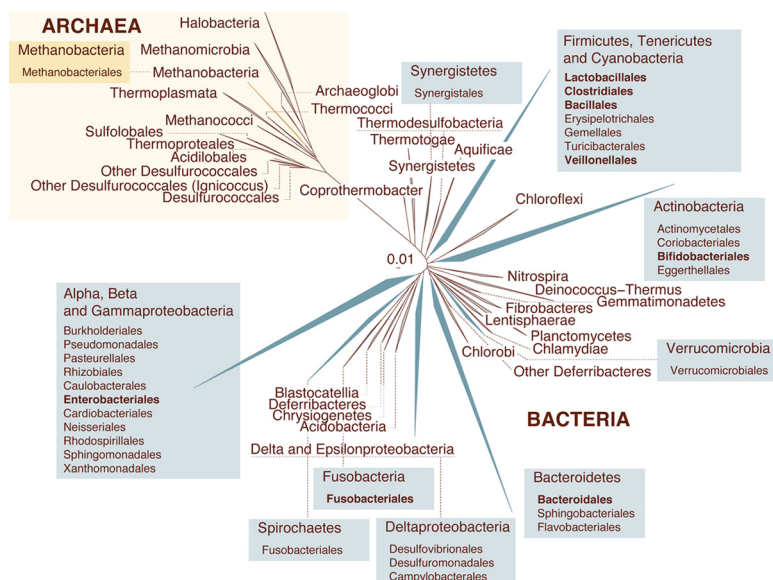 ARCHAEA
Halobacteria
Methanobacteria
Methanobacteriales
Methanomicrobia
Methanobacteria
Thermoplasmata
Archaeoglobi
Thermococci
Methanococci
Sulfolobales
Thermoproteales
Acidilobales
Other Desulfurococcales
Other Desulfurococcales (Ignicoccus)
Desulfurococcales
Synergistetes
Synergistales
Thermodesulfobacteria
Thermotogae
Aquificae
Synergistetes
Coprothermobacter
Firmicutes, Tenericutes
and Cyanobacteria
Lactobacillales
Clostridiales
Bacillales
Erysipelotrichales
Gemellales
Turicibacterales
Veillonellales
Chloroflexi
Actinobacteria
Actinomycetales
Coriobacteriales
Bifidobacteriales
Eggerthellales
0.01
Nitrospira
Deinococcus-Thermus
Gemmatimonadetes
Fibrobacteres
Lentisphaerae
Planctomycetes
Chlamydiae
Chlorobi
Other Deferribacteres
Verrucomicrobia
Verrucomicrobiales
BACTERIA
Alpha, Beta
and Gammaproteobacteria
Burkholderiales
Pseudomonadales
Pasteurellales
Rhizobiales
Caulobacterales
Enterobacteriales
Cardiobacteriales
Neisseriales
Rhodospirillales
Sphingomonadales
Xanthomonadales
Blastocatellia
Deferribacteres
Chrysiogenetes
Acidobacteria
Delta and Epsilonproteobacteria
Fusobacteria
Fusobacteriales
Spirochaetes
Fusobacteriales
Deltaproteobacteria
Desulfovibrionales
Desulfuromonadales
Campylobacterales
Bacteroidetes
Bacteroidales
Sphingobacteriales
Flavobacteriales